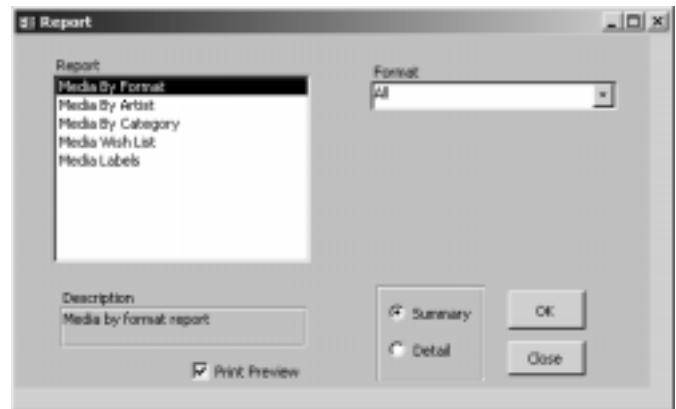 Report
Report
Media By Format
Media By Artist
Media By Category
Media Wish List
Media Labels
Format
All
Description
Media by format report
Print Preview
Summary
Detail
OK
Close